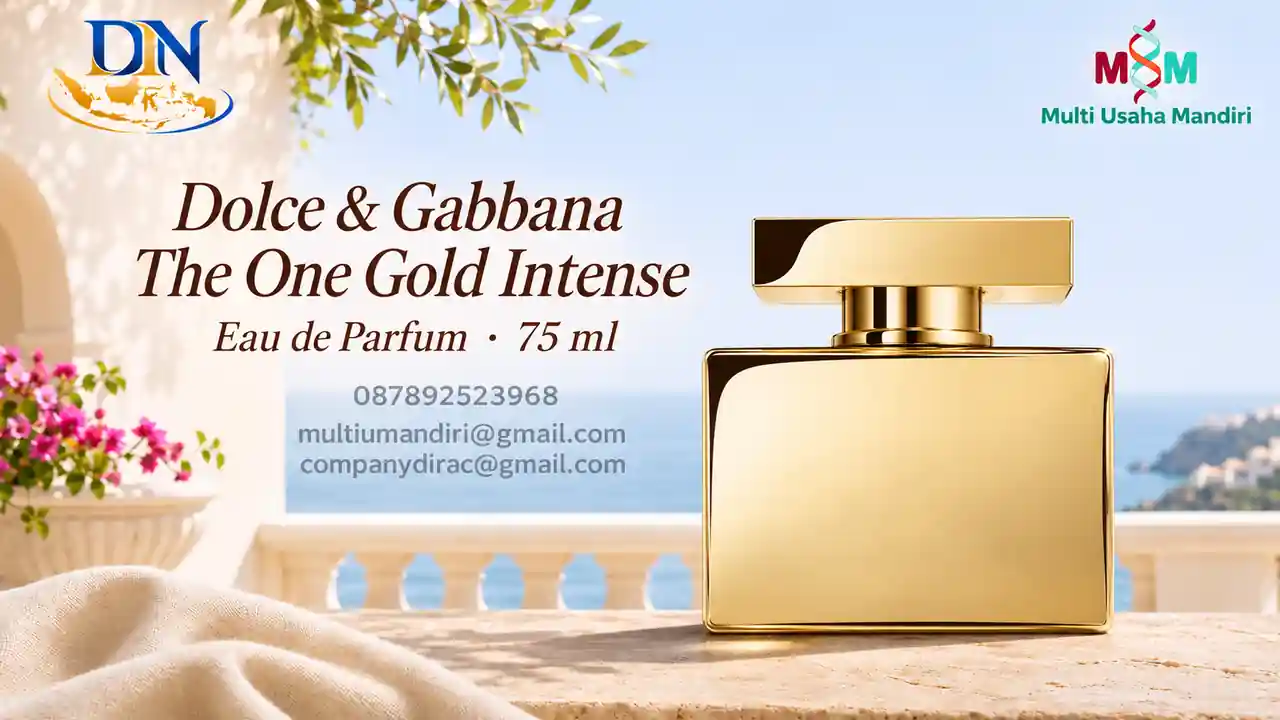 DN
MSM
Multi Usaha Mandiri
Dolce & Gabbana
The One Gold Intense
Eau de Parfum · 75 ml
087892523968
multiumandiri@gmail.com
companydirac@gmail.com